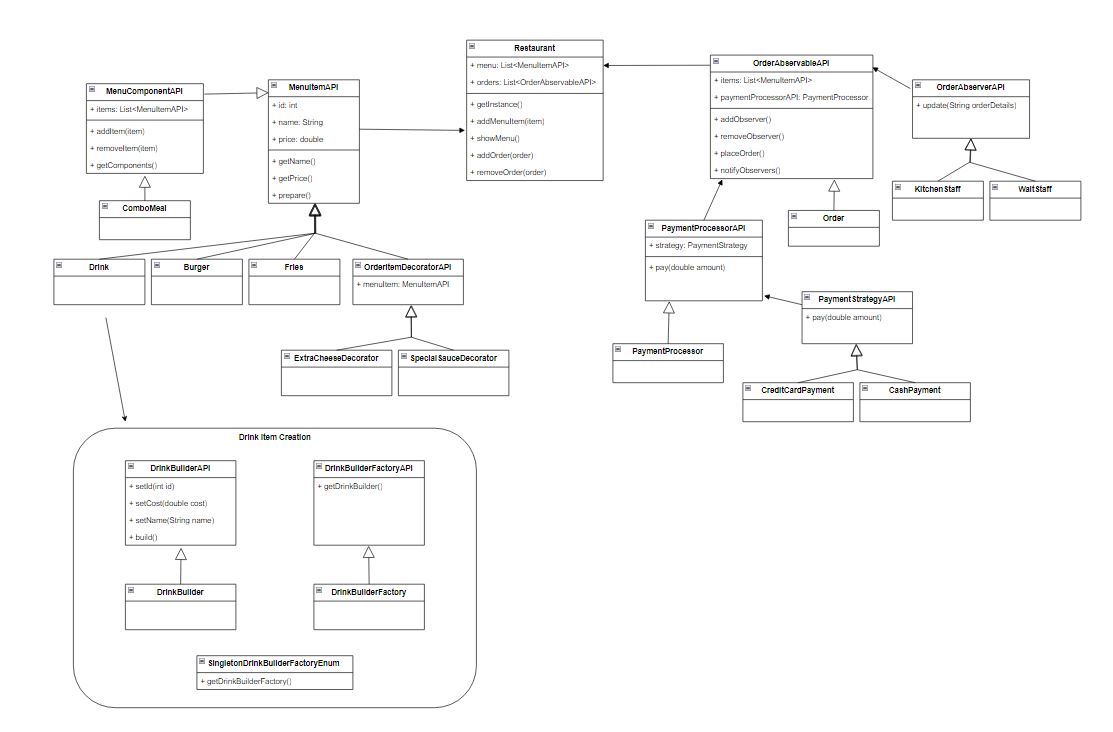 Restaurant
+ menu: List<MenuItemAPI>
+ orders: List<OrderAbservableAPI>
+ getInstance()
+ addMenuItem(item)
+ showMenu()
+ addOrder(order)
+ removeOrder(order)
OrderAbservableAPI
+ items: List<MenuItemAPI>
+ paymentProcessorAPI: PaymentProcessor
+ addObserver()
+ removeObserver()
+ placeOrder()
+ notifyObservers()
OrderAbserverAPI
+ update(String orderDetails)
MenuComponentAPI
+ items: List<MenuItemAPI>
+ addItem(item)
+ removeItem(item)
+ getComponents()
MenuItemAPI
+ id: int
+ name: String
+ price: double
+ getName()
+ getPrice()
+ prepare()
ComboMeal
KitchenStaff
WaitStaff
Order
PaymentProcessorAPI
+ strategy: PaymentStrategy
+ pay(double amount)
Drink
Burger
Fries
OrderItemDecoratorAPI
+ menuItem: MenuItemAPI
PaymentStrategyAPI
+ pay(double amount)
ExtraCheeseDecorator
SpecialSauceDecorator
PaymentProcessor
CreditCardPayment
CashPayment
Drink Item Creation
DrinkBuilderAPI
+ setId(int id)
+ setCost(double cost)
+ setName(String name)
+ build()
DrinkBuilderFactoryAPI
+ getDrinkBuilder()
DrinkBuilder
DrinkBuilderFactory
SingletonDrinkBuilderFactoryEnum
+ getDrinkBuilderFactory()